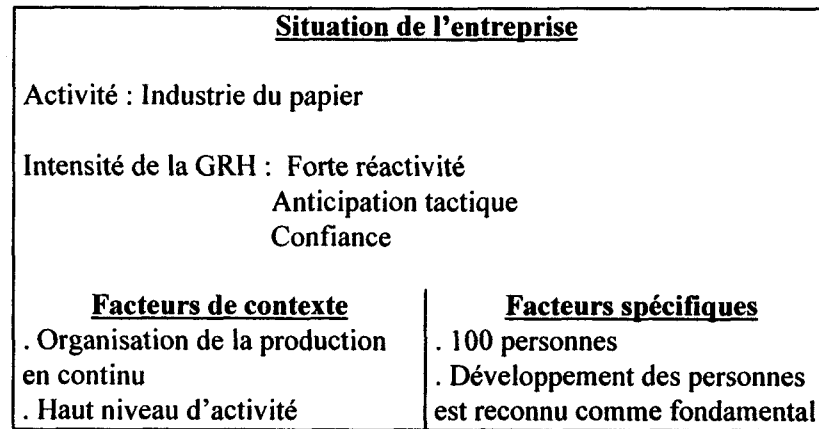 Situation de l'entreprise
Activité : Industrie du papier
Intensité de la GRH : Forte réactivité
Anticipation tactique
Confiance
Facteurs de contexte
. Organisation de la production
en continu
. Haut niveau d'activité
Facteurs spécifiques
. 100 personnes
. Développement des personnes
est reconnu comme fondamental